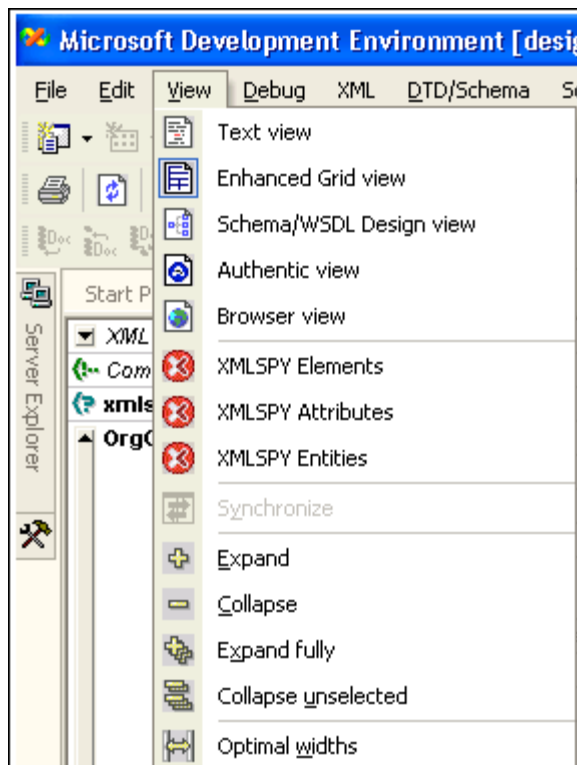 Microsoft Development Environment [desig
File Edit View Debug XML DTD/Schema
Text view
Enhanced Grid view
Schema/WSDL Design view
Authentic view
Browser view
XMLSPY Elements
XMLSPY Attributes
XMLSPY Entities
Synchronize
Expand
Collapse
Expand fully
Collapse unselected
Optimal widths
Start P
Server Explorer
XML
Com
xmls
OrgC